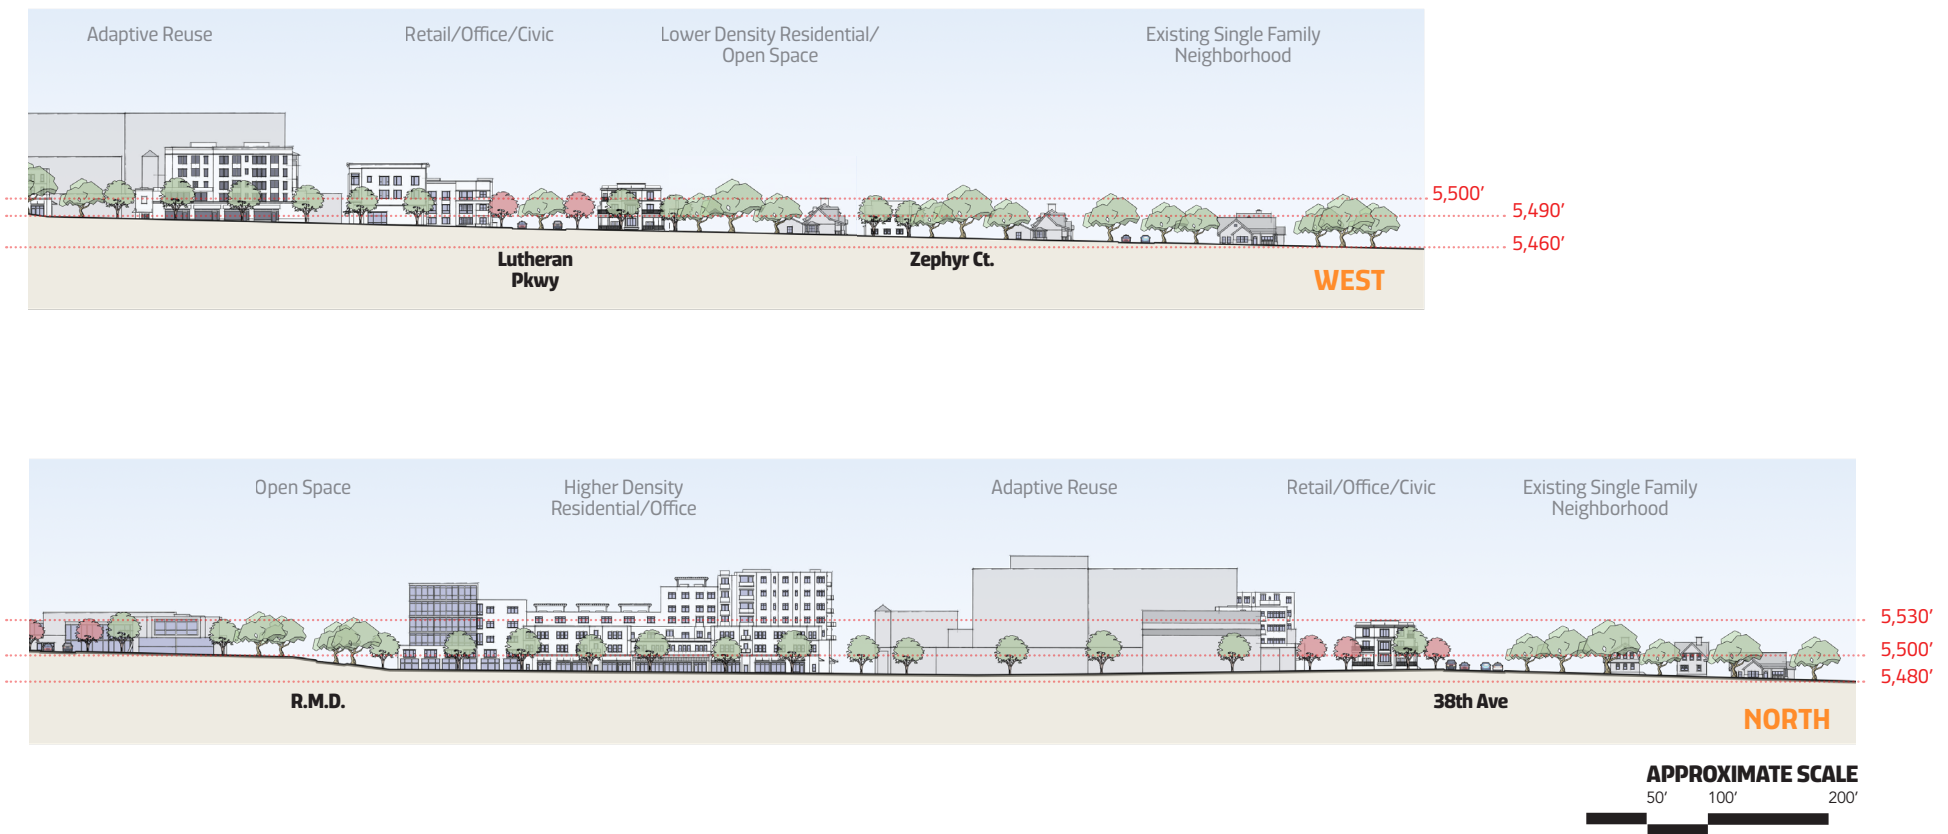 Adaptive Reuse
Retail/Office/Civic
Lower Density Residential/
Open Space
Existing Single Family
Neighborhood
5,500’
5,490’
5,460’
Lutheran
Pkwy
Zephyr Ct.
WEST
Open Space
Higher Density
Residential/Office
Adaptive Reuse
Retail/Office/Civic
Existing Single Family
Neighborhood
5,530’
5,500’
5,480’
R.M.D.
38th Ave
NORTH
APPROXIMATE SCALE
50’ 100’ 200’